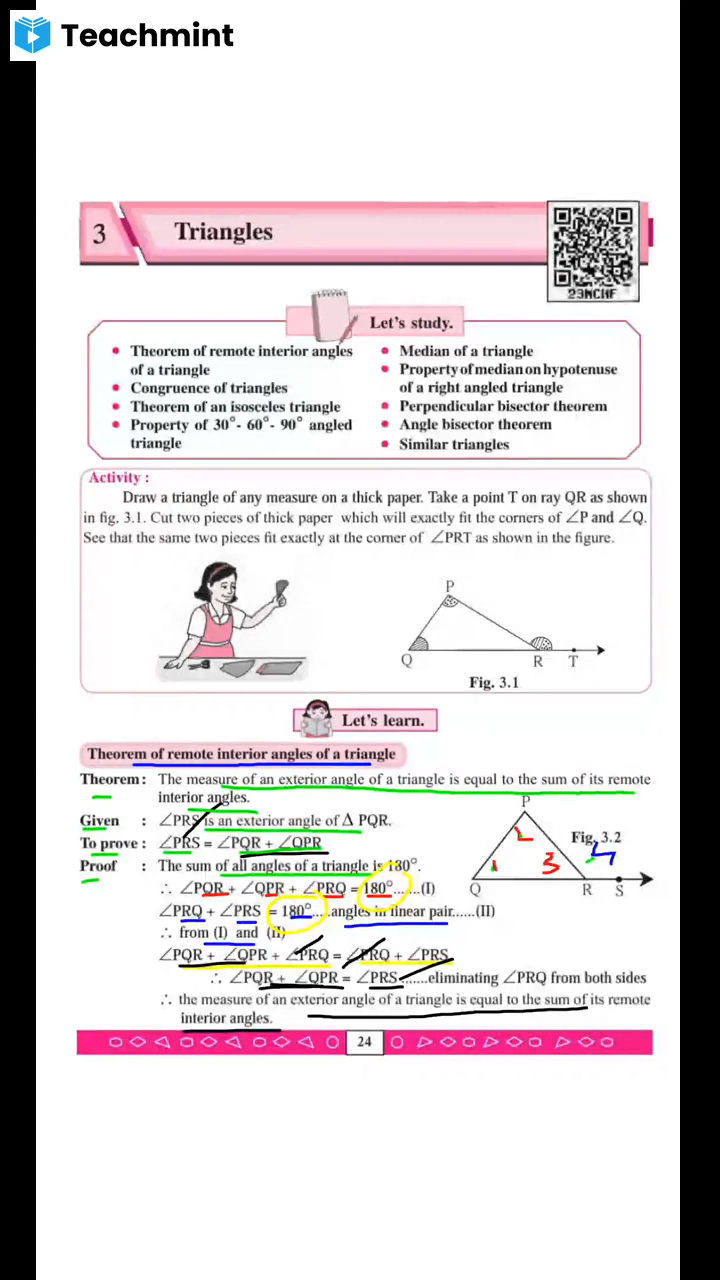 Teachmint
3
Triangles
23MCMF
Let's study.
• Theorem of remote interior angles of a triangle
• Congruence of triangles
• Theorem of an isosceles triangle
• Property of 30°- 60°- 90° angled triangle
• Median of a triangle
• Property of median on hypotenuse of a right angled triangle
• Perpendicular bisector theorem
• Angle bisector theorem
• Similar triangles
Activity :
Draw a triangle of any measure on a thick paper. Take a point T on ray QR as shown
in fig. 3.1. Cut two pieces of thick paper which will exactly fit the corners of ∠P and ∠Q.
See that the same two pieces fit exactly at the corner of ∠PRT as shown in the figure.
P
Q R T
Fig. 3.1
Let's learn.
Theorem of remote interior angles of a triangle
Theorem : The measure of an exterior angle of a triangle is equal to the sum of its remote
interior angles.
Given : ∠PRS is an exterior angle of Δ PQR.
To prove : ∠PRS = ∠PQR + ∠QPR
Proof : The sum of all angles of a triangle is 180°.
∴ ∠PQR + ∠QPR + ∠PRQ = 180°......(I)
∠PRQ + ∠PRS = 180°....angles in linear pair......(II)
∴ from (I) and (II)
∠PQR + ∠QPR + ∠PRQ = ∠PRQ + ∠PRS
∴ ∠PQR + ∠QPR = ∠PRS.......eliminating ∠PRQ from both sides
∴ the measure of an exterior angle of a triangle is equal to the sum of its remote
interior angles.
P
Fig. 3.2
1 2 3 4
Q R S
24